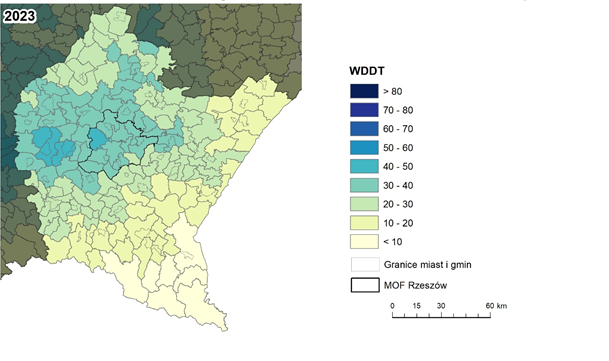 2023
WDDT
> 80
70 - 80
60 - 70
50 - 60
40 - 50
30 - 40
20 - 30
10 - 20
< 10
Granice miast i gmin
MOF Rzeszów
0 15 30 60 km